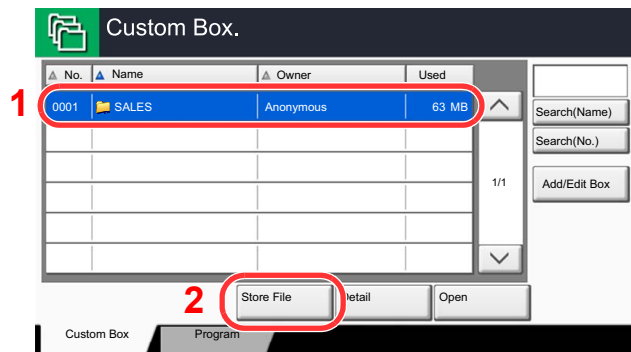 Custom Box.
No. Name Owner Used
1 0001 SALES Anonymous 63 MB
Search(Name)
Search(No.)
1/1 Add/Edit Box
2 Store File Detail Open
Custom Box Program